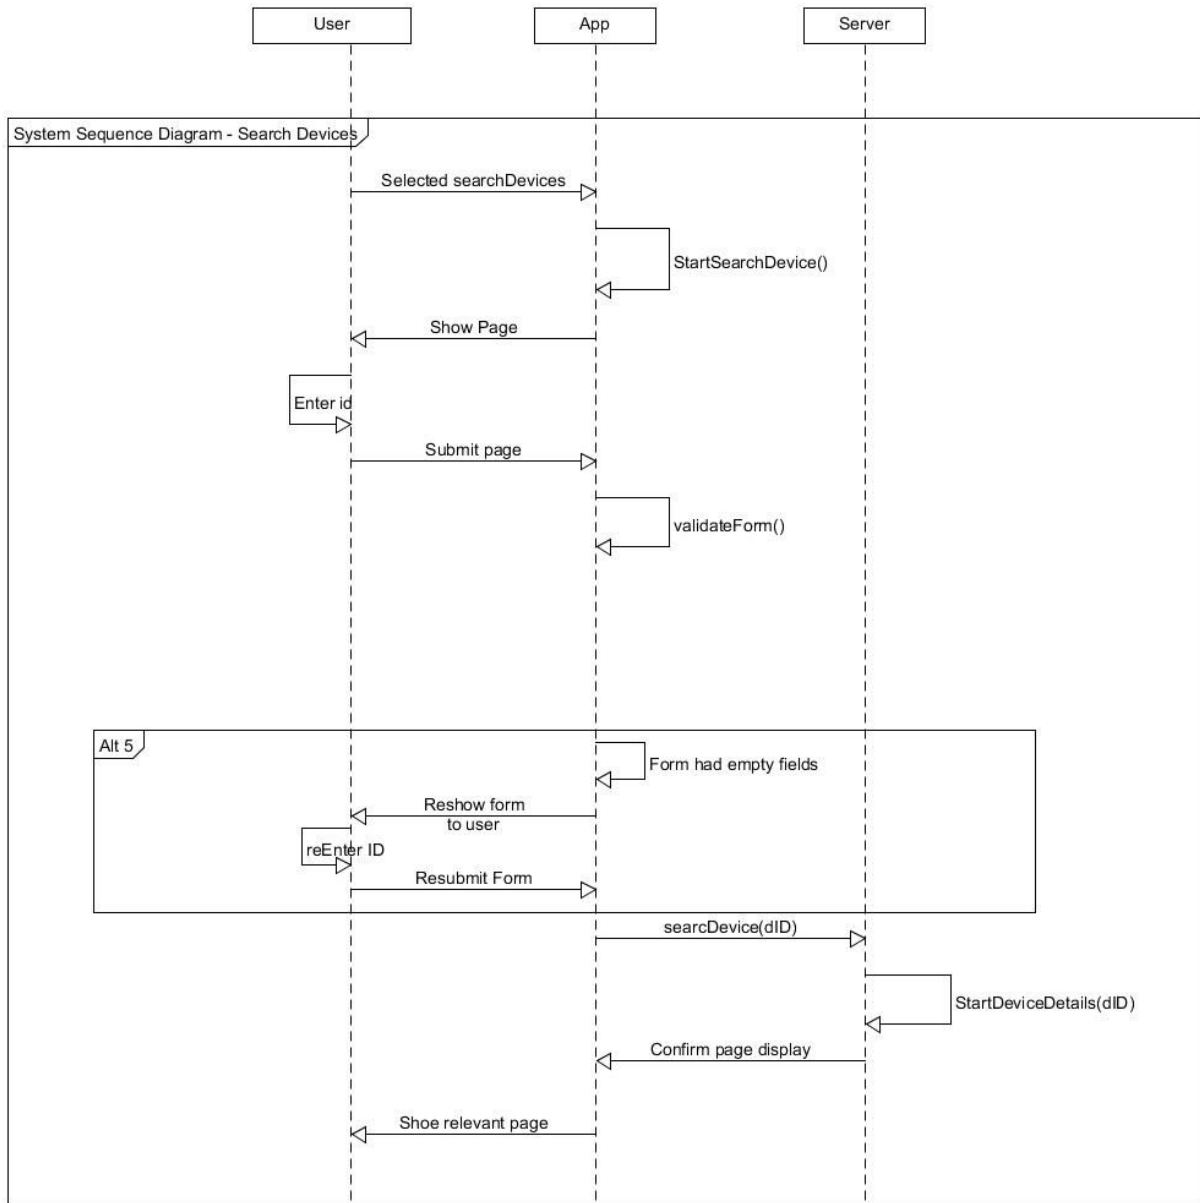 User
App
Server
System Sequence Diagram - Search Devices
Selected searchDevices
StartSearchDevice()
Show Page
Enter id
Submit page
validateForm()
Alt 5
Form had empty fields
Reshow form
to user
reEnter ID
Resubmit Form
searcDevice(dID)
StartDeviceDetails(dID)
Confirm page display
Shoe relevant page